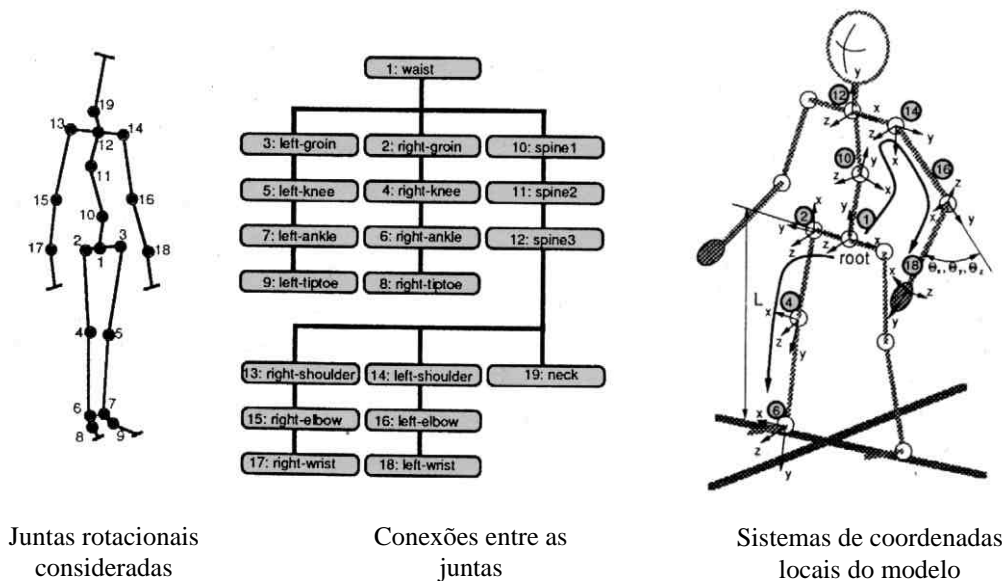 19
13
14
12
11
15
16
10
2
3
1
17
18
4
5
6
7
8
9
1: waist
3: left-groin
2: right-groin
10: spine1
5: left-knee
4: right-knee
11: spine2
7: left-ankle
6: right-ankle
12: spine3
9: left-tiptoe
8: right-tiptoe
13: right-shoulder
14: left-shoulder
19: neck
15: right-elbow
16: left-elbow
17: right-wrist
18: left-wrist
y
12
x
14
z
y
z
x
10
y
16
z
x
z
x
y
2
x
1
y
y
z
x
z
root
18
θx, θy, θz
x
z
L
4
x
y
z
y
6
x
z
y
Juntas rotacionais
consideradas
Conexões entre as
juntas
Sistemas de coordenadas
locais do modelo